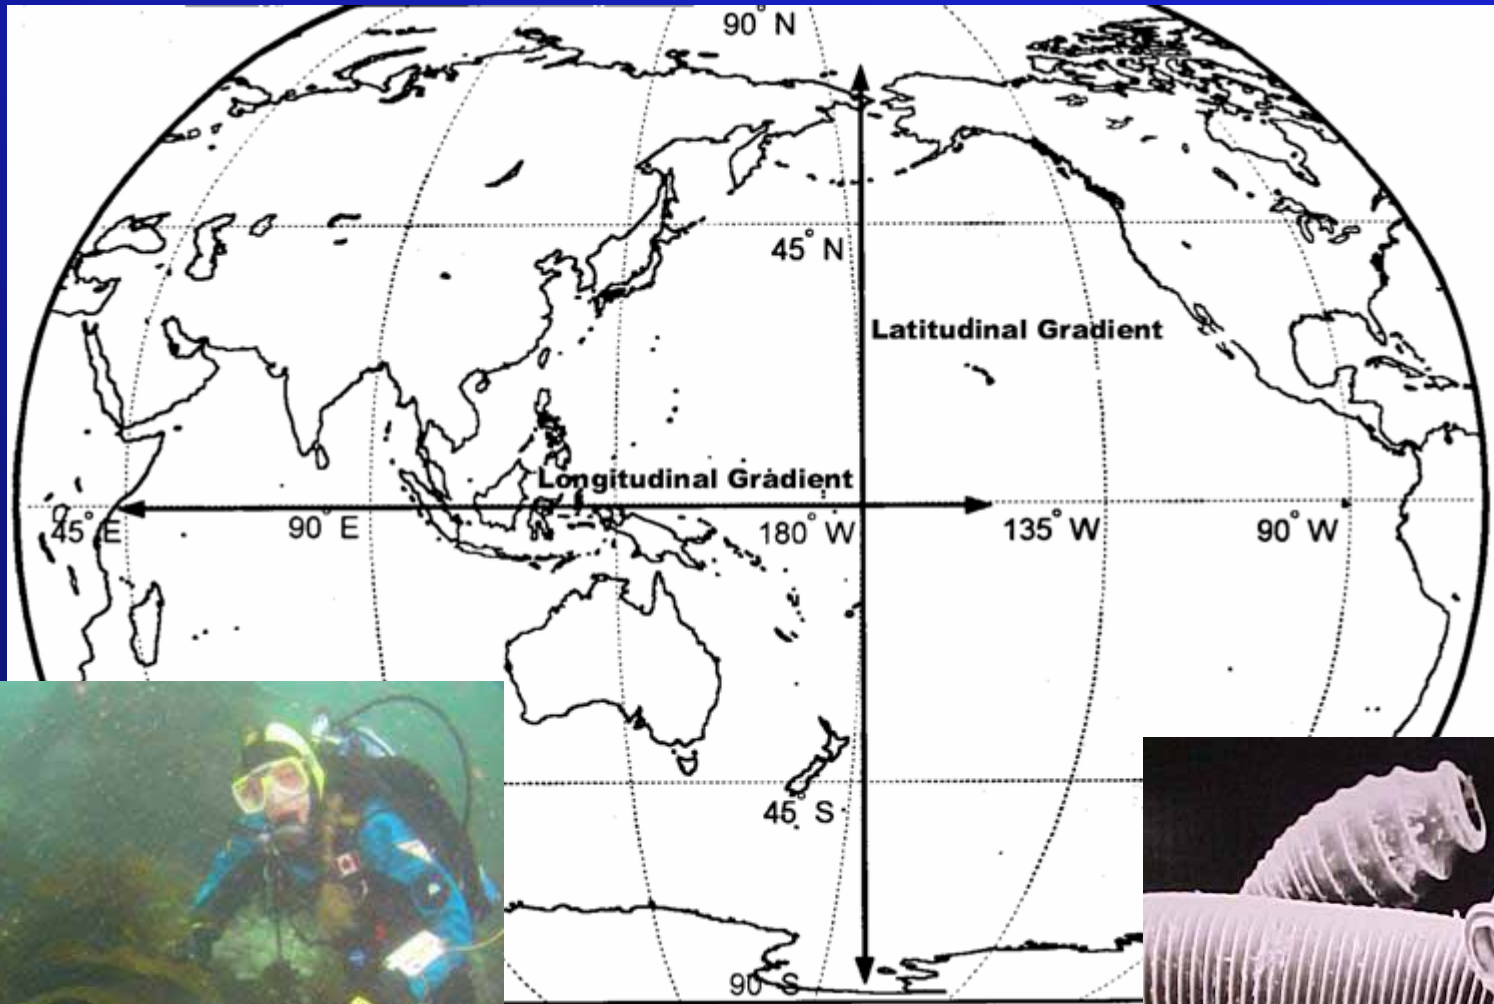 90° N
45° N
Latitudinal Gradient
Longitudinal Gradient
45° E
90° E
180° W
135° W
90° W
45° S
90° S